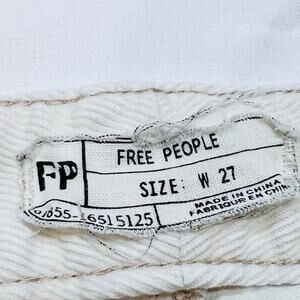 FP
FREE PEOPLE
SIZE: W 27
MADE IN CHINA
FABRIQUÉ EN CHINE